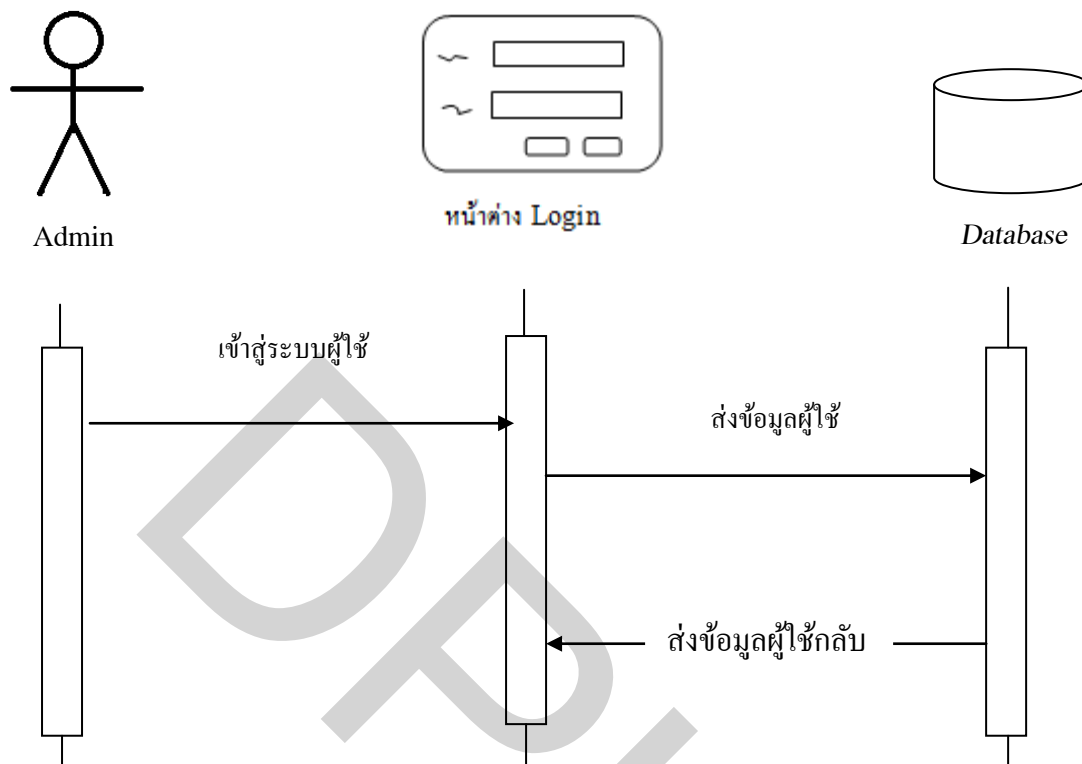 Admin
หน้าต่าง Login
Database
เข้าสู่ระบบผู้ใช้
ส่งข้อมูลผู้ใช้
ส่งข้อมูลผู้ใช้กลับ